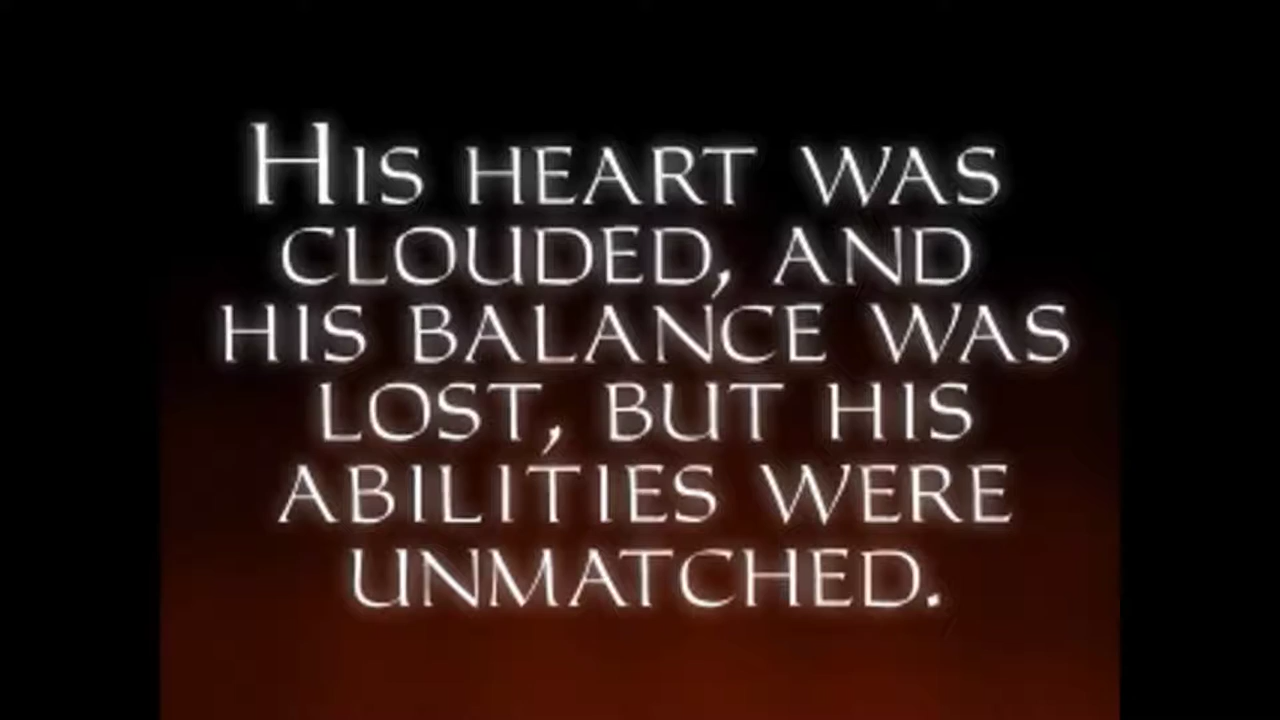 HIS HEART WAS
CLOUDED, AND
HIS BALANCE WAS
LOST, BUT HIS
ABILITIES WERE
UNMATCHED.